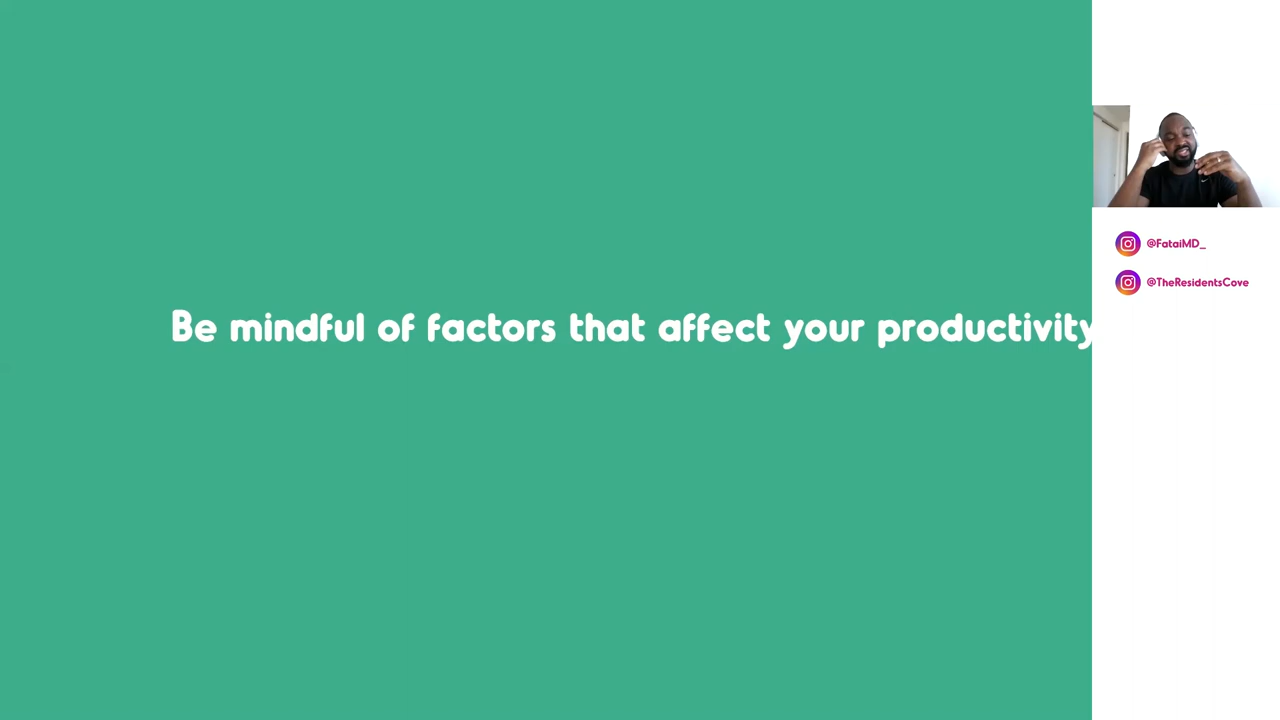 Be mindful of factors that affect your productivity
@FataiMD_
@TheResidentsCove